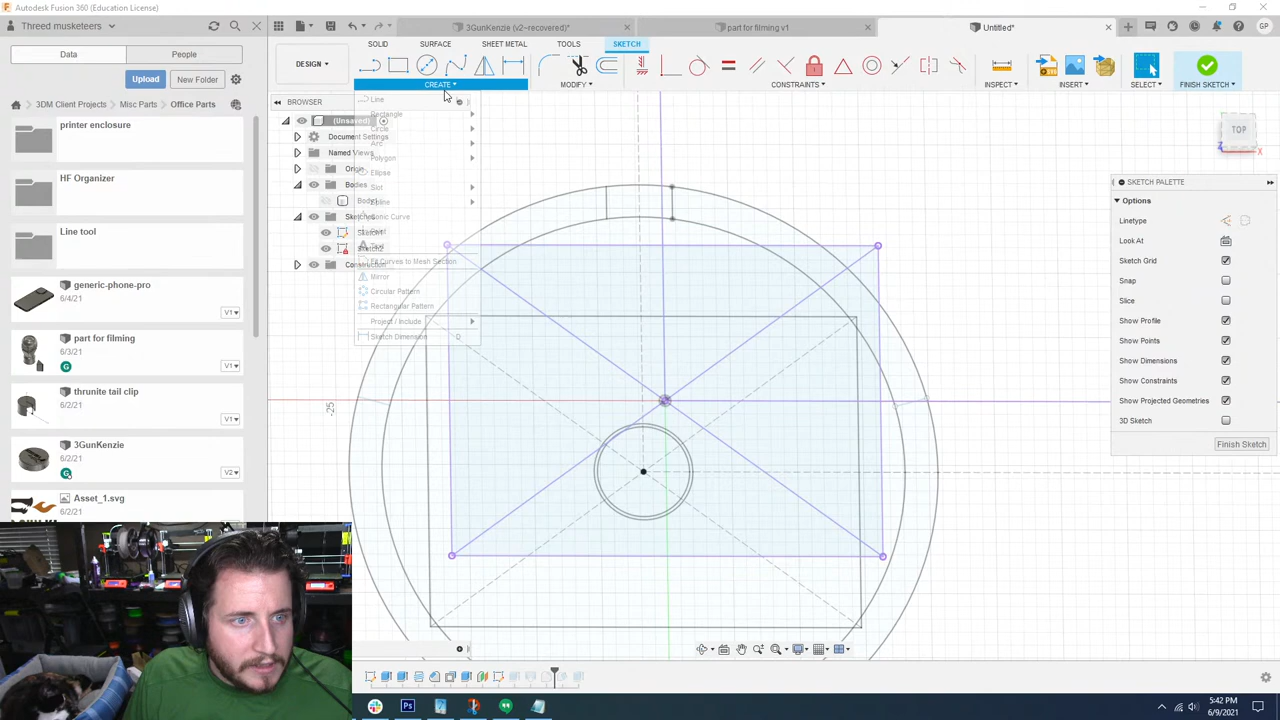 Autodesk Fusion 360 (Education License)
Threed musketeers
3GunKenzie (v2~recovered)*
part for filming v1
Untitled*
GP
Data
People
DESIGN
SOLID
SURFACE
SHEET METAL
TOOLS
SKETCH
CREATE
MODIFY
CONSTRAINTS
INSPECT
INSERT
SELECT
FINISH SKETCH
Upload
New Folder
3DM Client Projects
Misc Parts
Office Parts
BROWSER
(Unsaved)
Document Settings
Named Views
Origin
Bodies
Sketches
Line
Rectangle
Circle
Arc
Polygon
Ellipse
Slot
Spline
Conic Curve
Point
Text
Fit Curves to Mesh Section
Mirror
Circular Pattern
Rectangular Pattern
Project / Include
Sketch Dimension
D
printer enclosure
HF Organizer
Line tool
generic-phone-pro
6/4/21
V1
part for filming
6/3/21
G
V1
thrunite tail clip
6/2/21
V1
3GunKenzie
6/2/21
G
V2
Asset_1.svg
6/2/21
-25
TOP
Z
X
SKETCH PALETTE
Options
Linetype
Look At
Sketch Grid
Snap
Slice
Show Profile
Show Points
Show Dimensions
Show Constraints
Show Projected Geometries
3D Sketch
Finish Sketch
5:42 PM
6/9/2021